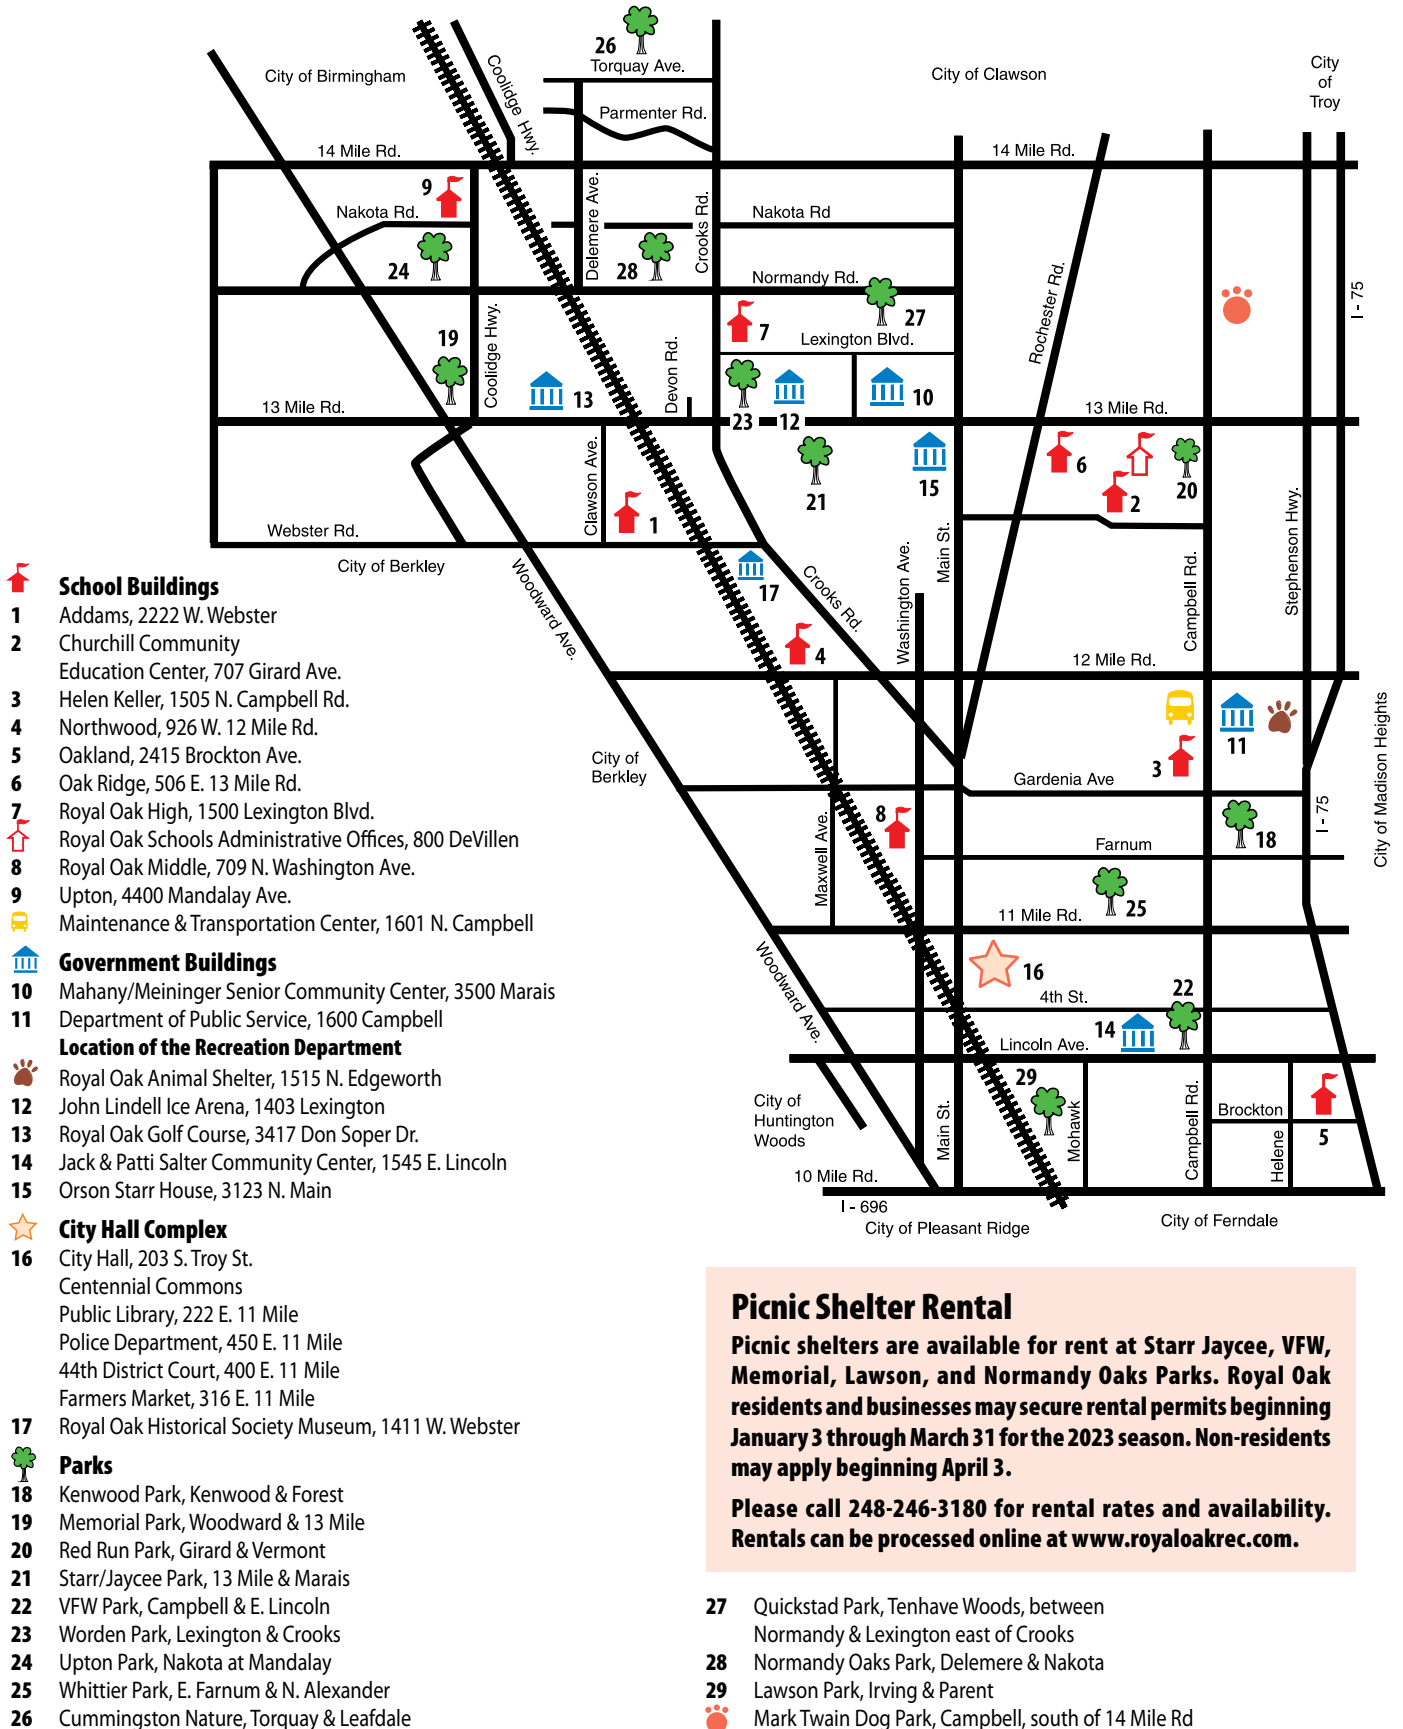 26
Torquay Ave.
City of Birmingham
Coolidge Hwy.
City of Clawson
City
of
Troy
Parmenter Rd.
14 Mile Rd.
14 Mile Rd.
9
Nakota Rd.
Delemere Ave.
Crooks Rd.
Nakota Rd
24
28
Normandy Rd.
27
Rochester Rd.
I - 75
19
Coolidge Hwy.
7
Lexington Blvd.
Devon Rd.
13 Mile Rd.
13
23
12
10
13 Mile Rd.
Clawson Ave.
21
15
6
2
20
Webster Rd.
1
Main St.
Stephenson Hwy.
City of Berkley
Woodward Ave.
17
Crooks Rd.
Washington Ave.
Campbell Rd.
4
12 Mile Rd.
City of
Berkley
11
3
Gardenia Ave
City of Madison Heights
Maxwell Ave.
8
18
I - 75
Farnum
25
11 Mile Rd.
Woodward Ave.
16
4th St.
22
14
Lincoln Ave.
29
City of
Huntington
Woods
Main St.
Mohawk
Campbell Rd.
Brockton
Helene
5
10 Mile Rd.
I - 696
City of Pleasant Ridge
City of Ferndale
School Buildings
1 Addams, 2222 W. Webster
2 Churchill Community
Education Center, 707 Girard Ave.
3 Helen Keller, 1505 N. Campbell Rd.
4 Northwood, 926 W. 12 Mile Rd.
5 Oakland, 2415 Brockton Ave.
6 Oak Ridge, 506 E. 13 Mile Rd.
7 Royal Oak High, 1500 Lexington Blvd.
Royal Oak Schools Administrative Offices, 800 DeVillen
8 Royal Oak Middle, 709 N. Washington Ave.
9 Upton, 4400 Mandalay Ave.
Maintenance & Transportation Center, 1601 N. Campbell
Government Buildings
10 Mahany/Meininger Senior Community Center, 3500 Marais
11 Department of Public Service, 1600 Campbell
Location of the Recreation Department
Royal Oak Animal Shelter, 1515 N. Edgeworth
12 John Lindell Ice Arena, 1403 Lexington
13 Royal Oak Golf Course, 3417 Don Soper Dr.
14 Jack & Patti Salter Community Center, 1545 E. Lincoln
15 Orson Starr House, 3123 N. Main
City Hall Complex
16 City Hall, 203 S. Troy St.
Centennial Commons
Public Library, 222 E. 11 Mile
Police Department, 450 E. 11 Mile
44th District Court, 400 E. 11 Mile
Farmers Market, 316 E. 11 Mile
17 Royal Oak Historical Society Museum, 1411 W. Webster
Parks
18 Kenwood Park, Kenwood & Forest
19 Memorial Park, Woodward & 13 Mile
20 Red Run Park, Girard & Vermont
21 Starr/Jaycee Park, 13 Mile & Marais
22 VFW Park, Campbell & E. Lincoln
23 Worden Park, Lexington & Crooks
24 Upton Park, Nakota at Mandalay
25 Whittier Park, E. Farnum & N. Alexander
26 Cummingston Nature, Torquay & Leafdale
Picnic Shelter Rental
Picnic shelters are available for rent at Starr Jaycee, VFW,
Memorial, Lawson, and Normandy Oaks Parks. Royal Oak
residents and businesses may secure rental permits beginning
January 3 through March 31 for the 2023 season. Non-residents
may apply beginning April 3.
Please call 248-246-3180 for rental rates and availability.
Rentals can be processed online at www.royaloakrec.com.
27 Quickstad Park, Tenhave Woods, between
Normandy & Lexington east of Crooks
28 Normandy Oaks Park, Delemere & Nakota
29 Lawson Park, Irving & Parent
Mark Twain Dog Park, Campbell, south of 14 Mile Rd